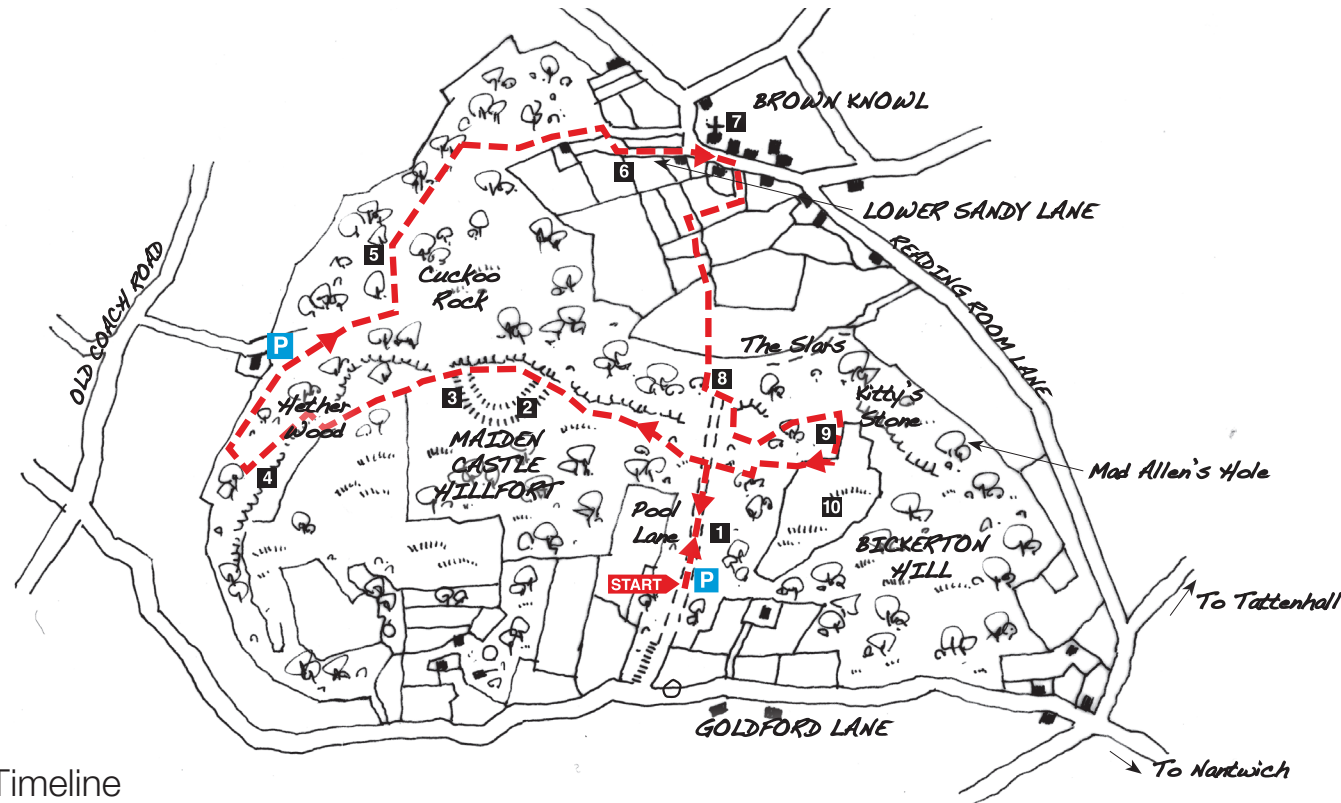 BROWN KNOWL
7
6
LOWER SANDY LANE
OLD COACH ROAD
5
Cuckoo
Rock
READING ROOM LANE
P
The Slats
8
Hether
Wood
3
2
Kitty's
Stone
9
MAIDEN
CASTLE
HILLFORT
4
Mad Allen's Hole
10
Pool
Lane
1
BICKERTON
HILL
START
P
To Tattenhall
GOLDFORD LANE
To Nantwich
Timeline